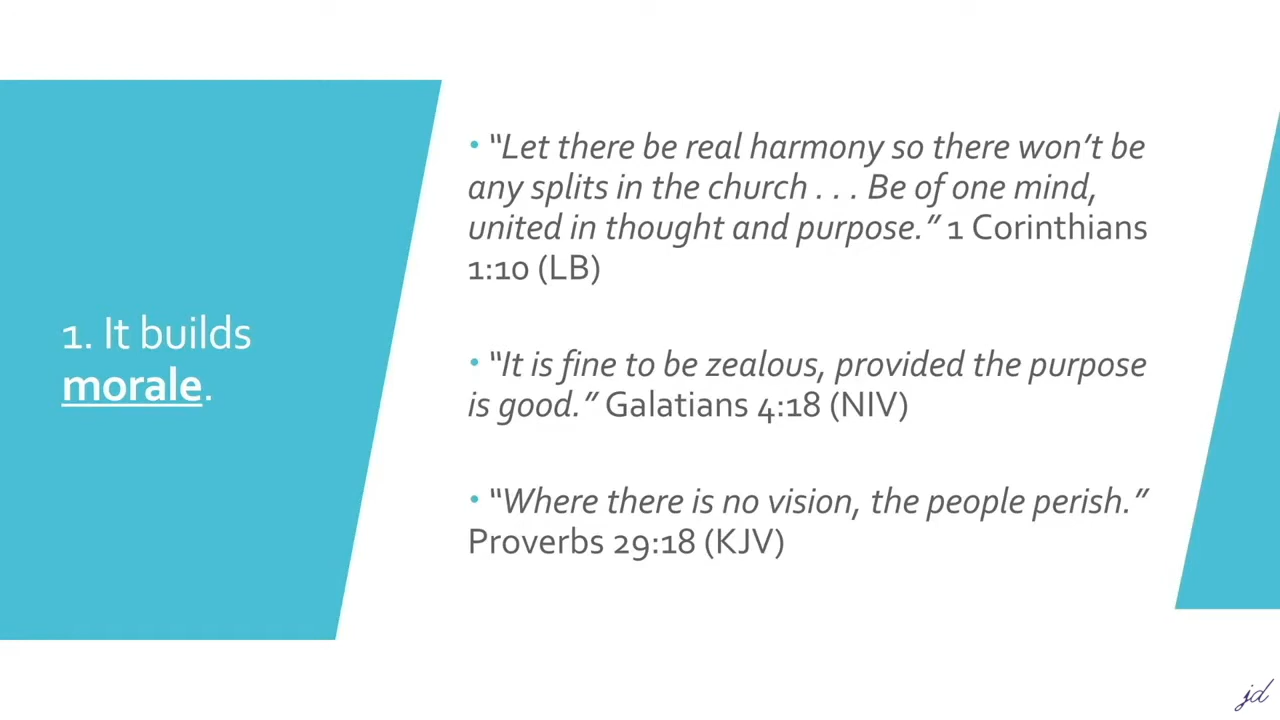 1. It builds
morale.
• “Let there be real harmony so there won’t be
any splits in the church . . . Be of one mind,
united in thought and purpose.” 1 Corinthians
1:10 (LB)
• “It is fine to be zealous, provided the purpose
is good.” Galatians 4:18 (NIV)
• “Where there is no vision, the people perish.”
Proverbs 29:18 (KJV)
jd